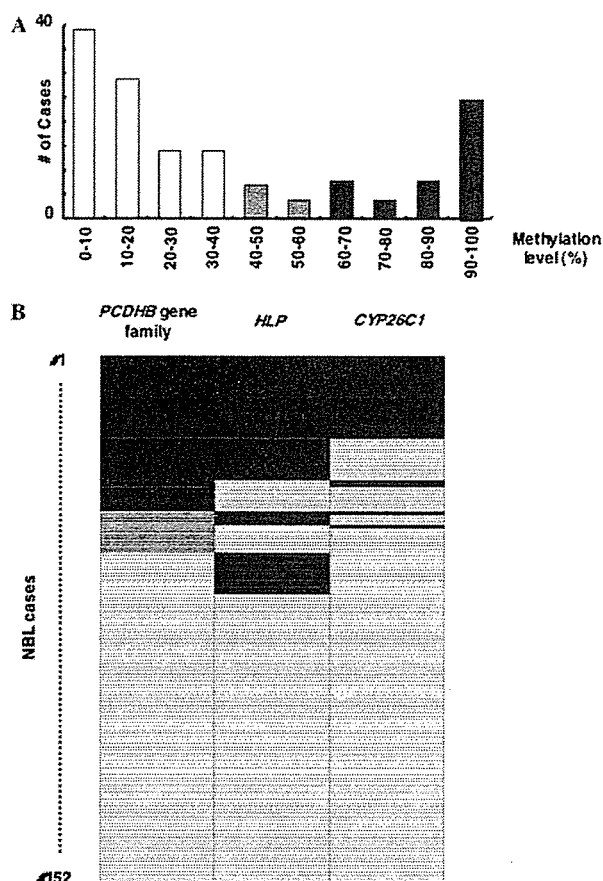 A
40
# of Cases
0
0-10
10-20
20-30
30-40
40-50
50-60
60-70
70-80
80-90
90-100
Methylation
level (%)
B
PCDHB gene
family
HLP
CYP26C1
#1
NBL cases
#152